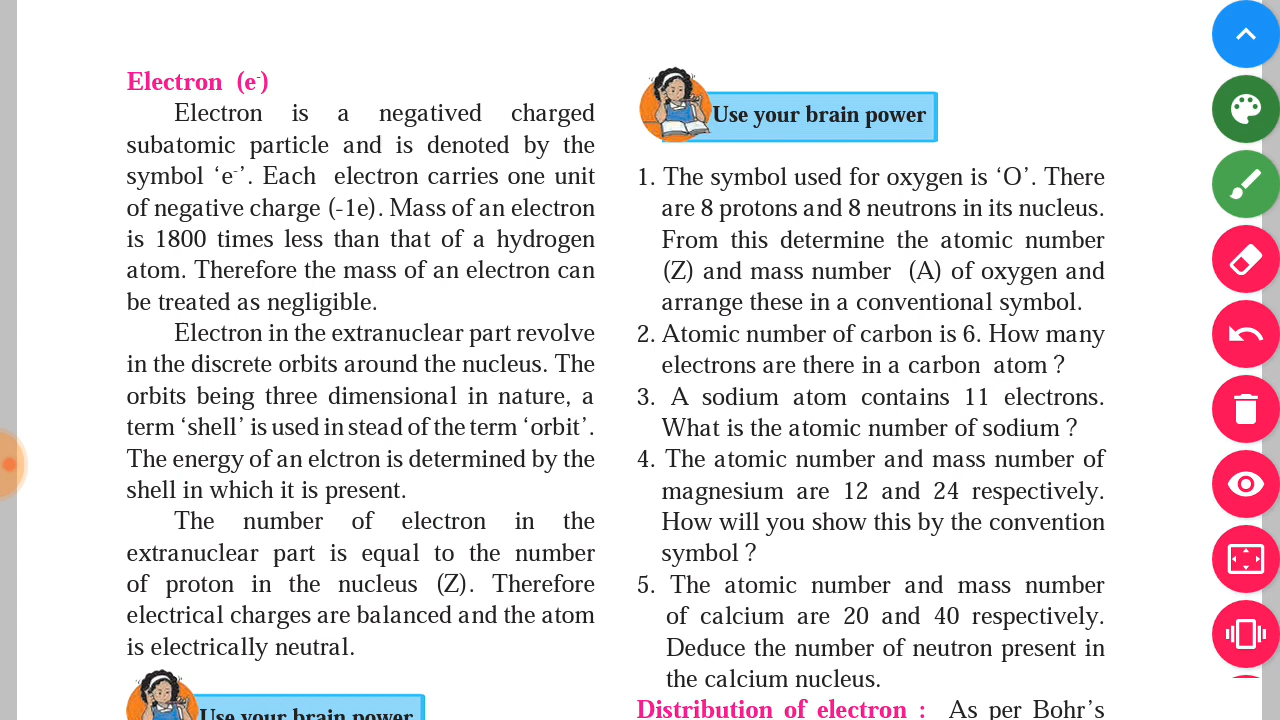 Electron (e-)
Electron is a negatived charged
subatomic particle and is denoted by the
symbol ‘e-’. Each electron carries one unit
of negative charge (-1e). Mass of an electron
is 1800 times less than that of a hydrogen
atom. Therefore the mass of an electron can
be treated as negligible.
Electron in the extranuclear part revolve
in the discrete orbits around the nucleus. The
orbits being three dimensional in nature, a
term ‘shell’ is used in stead of the term ‘orbit’.
The energy of an elctron is determined by the
shell in which it is present.
The number of electron in the
extranuclear part is equal to the number
of proton in the nucleus (Z). Therefore
electrical charges are balanced and the atom
is electrically neutral.
Use your brain power
Use your brain power
1. The symbol used for oxygen is ‘O’. There
are 8 protons and 8 neutrons in its nucleus.
From this determine the atomic number
(Z) and mass number (A) of oxygen and
arrange these in a conventional symbol.
2. Atomic number of carbon is 6. How many
electrons are there in a carbon atom ?
3. A sodium atom contains 11 electrons.
What is the atomic number of sodium ?
4. The atomic number and mass number of
magnesium are 12 and 24 respectively.
How will you show this by the convention
symbol ?
5. The atomic number and mass number
of calcium are 20 and 40 respectively.
Deduce the number of neutron present in
the calcium nucleus.
Distribution of electron : As per Bohr’s